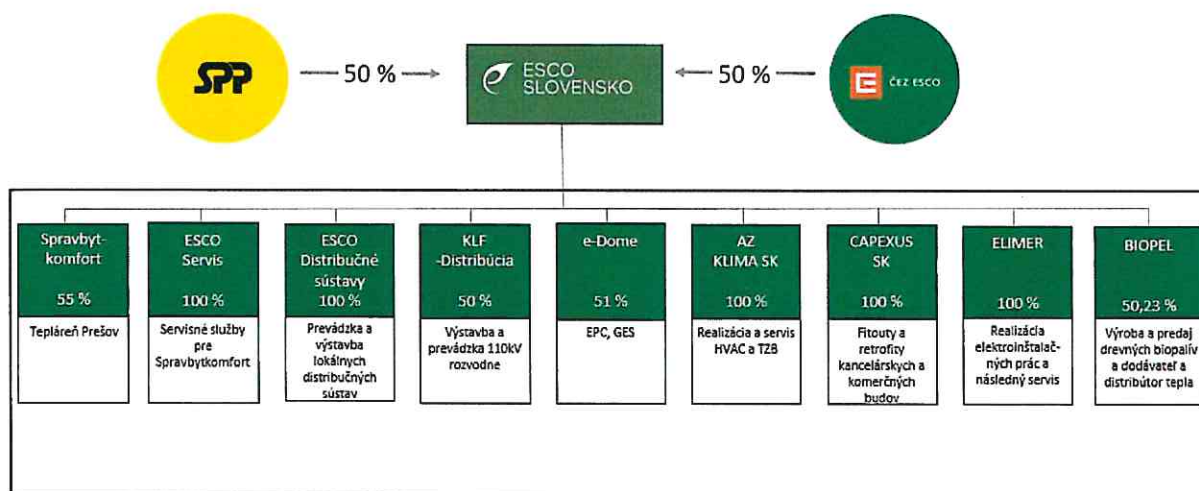 SPP
50 %
ESCO
SLOVENSKO
50 %
ČEZ ESCO
Spravbyt-
komfort
55 %
Tepláreň Prešov
ESCO
Servis
100 %
Servisné služby
pre
Spravbytkomfort
ESCO
Distribučné
sústavy
100 %
Prevádzka a
výstavba
lokálnych
distribučných
sústav
KLF
-Distribúcia
50 %
Výstavba a
prevádzka 110kV
rozvodne
e-Dome
51 %
EPC, GES
AZ
KLIMA SK
100 %
Realizácia a servis
HVAC a TZB
CAPEXUS
SK
100 %
Fitouty a
retrofity
kancelárskych a
komerčných
budov
ELIMER
100 %
Realizácia
elektroinštalač-
ných prác a
následný servis
BIOPEL
50,23 %
Výroba a predaj
drevných biopalív
a dodávateľ a
distribútor tepla